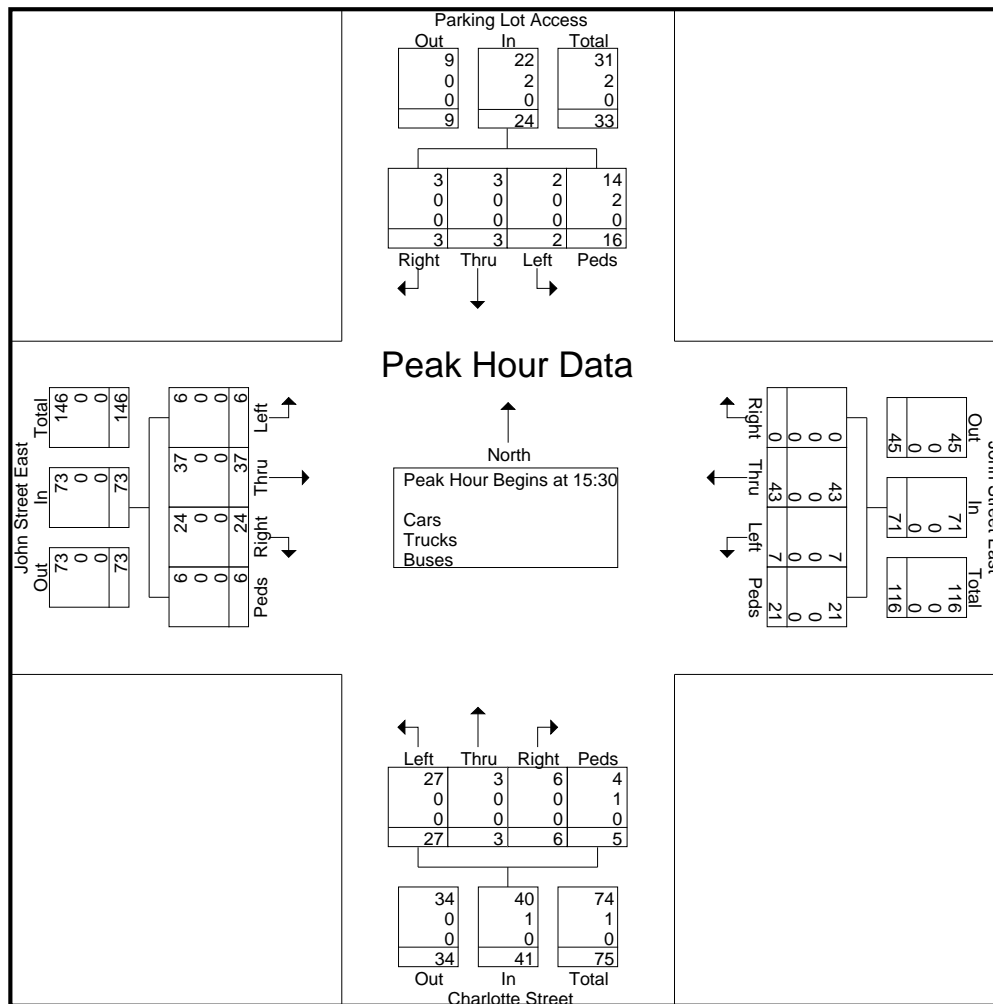 Parking Lot Access
Out In Total
9 22 31
0 2 2
0 0 0
9 24 33
3 3 2 14
0 0 0 2
0 0 0 0
3 3 2 16
Right Thru Left Peds
Peak Hour Data
North
Peak Hour Begins at 15:30
Cars
Trucks
Buses
John Street East
Out In Total
73 73 146
0 0 0
0 0 0
73 73 146
6 24 37 6
0 0 0 0
0 0 0 0
6 24 37 6
Peds Right Thru Left
John Street East
Out In Total
45 71 116
0 0 0
0 0 0
45 71 116
0 43 7 21
0 0 0 0
0 0 0 0
0 43 7 21
Right Thru Left Peds
Left Thru Right Peds
27 3 6 4
0 0 0 1
0 0 0 0
27 3 6 5
34 40 74
0 1 1
0 0 0
34 41 75
Out In Total
Charlotte Street